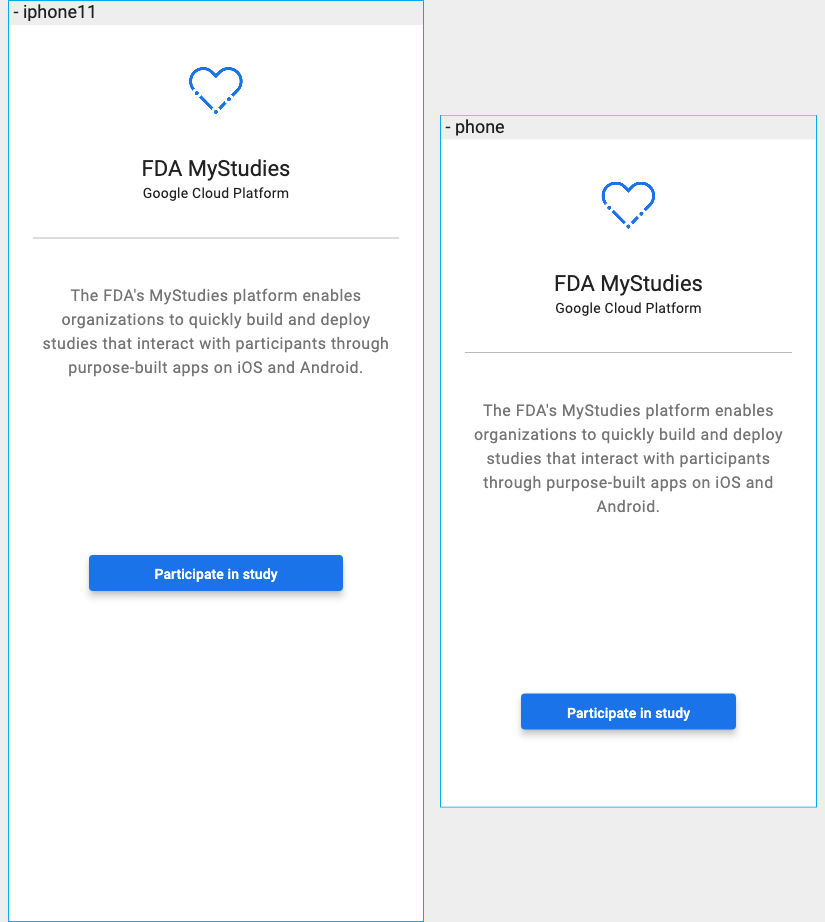 - iphone11
FDA MyStudies
Google Cloud Platform
The FDA's MyStudies platform enables
organizations to quickly build and deploy
studies that interact with participants through
purpose-built apps on iOS and Android.
Participate in study
- phone
FDA MyStudies
Google Cloud Platform
The FDA's MyStudies platform enables
organizations to quickly build and deploy
studies that interact with participants
through purpose-built apps on iOS and
Android.
Participate in study